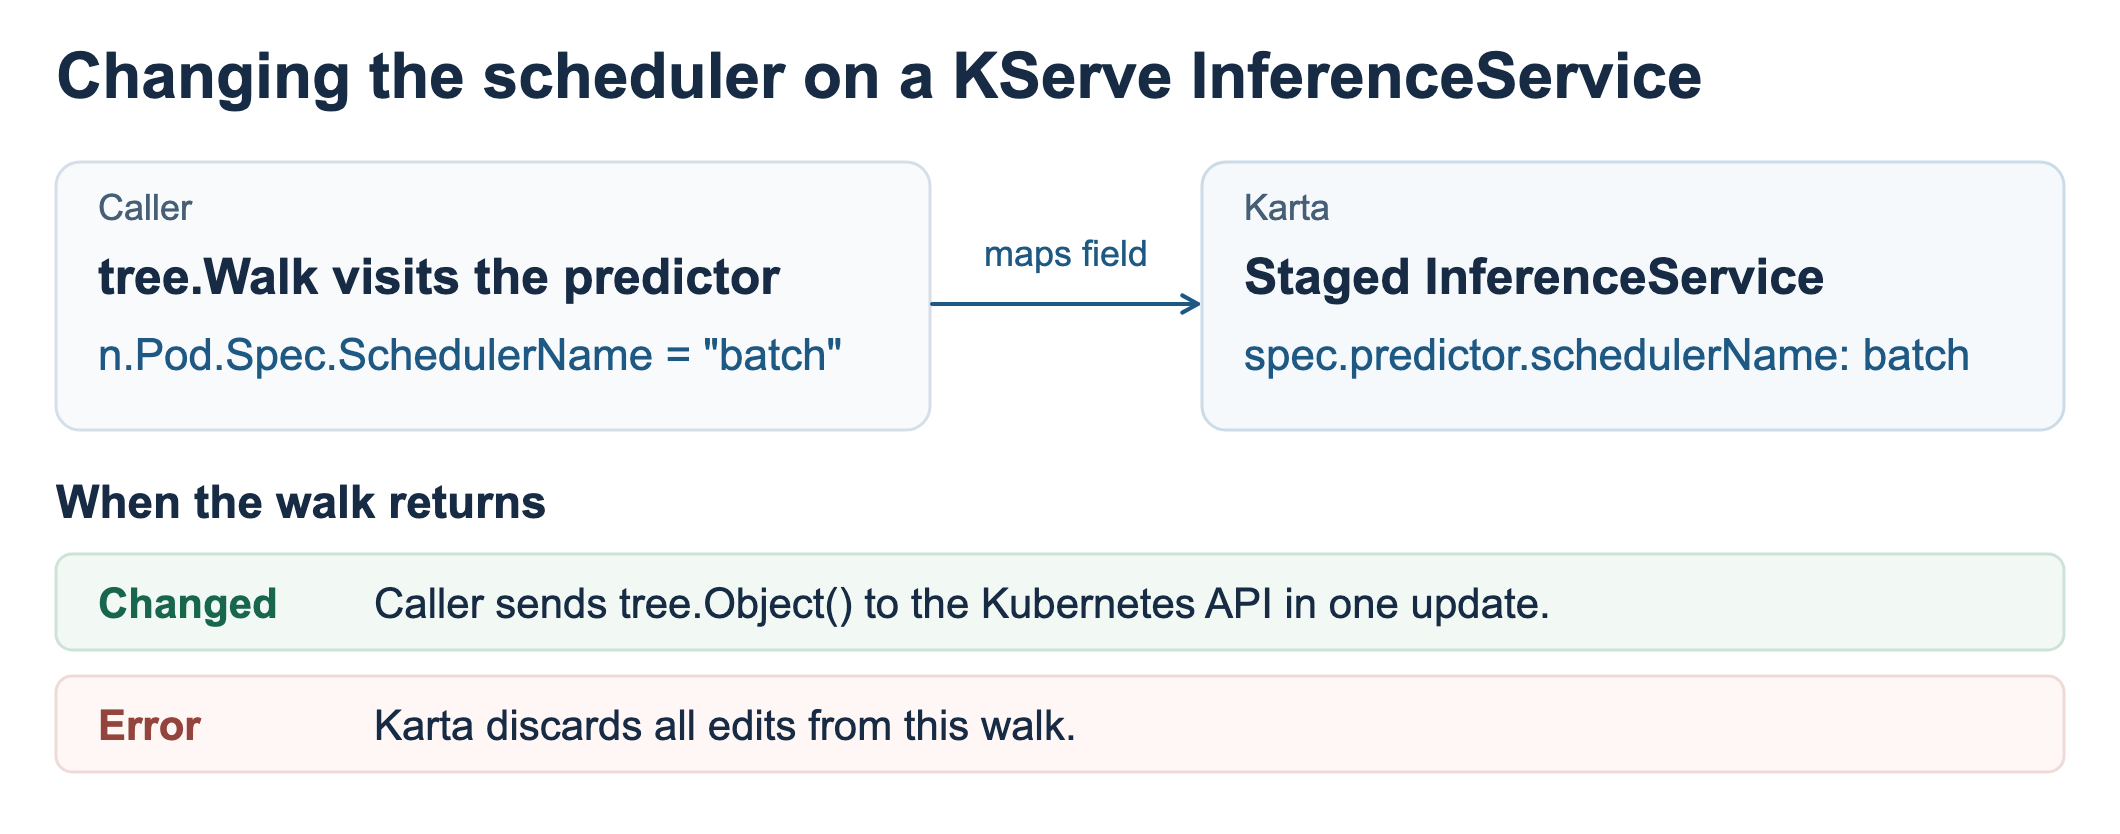 Changing the scheduler on a KServe InferenceService
Caller
tree.Walk visits the predictor
n.Pod.Spec.SchedulerName = "batch"
maps field
Karta
Staged InferenceService
spec.predictor.schedulerName: batch
When the walk returns
Changed Caller sends tree.Object() to the Kubernetes API in one update.
Error Karta discards all edits from this walk.